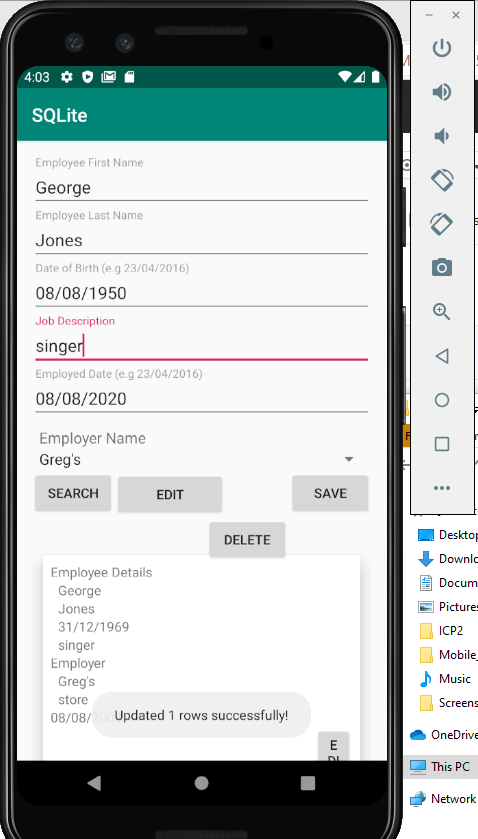 4:03
SQLite
Employee First Name
George
Employee Last Name
Jones
Date of Birth (e.g 23/04/2016)
08/08/1950
Job Description
singer
Employed Date (e.g 23/04/2016)
08/08/2020
Employer Name
Greg's
SEARCH
EDIT
SAVE
DELETE
Employee Details
George
Jones
31/12/1969
singer
Employer
Greg's
store
08/08/
Updated 1 rows successfully!
E
DI
Desktop
Downlo
Docum
Pictures
ICP2
Mobile_
Music
Screens
OneDrive
This PC
Network